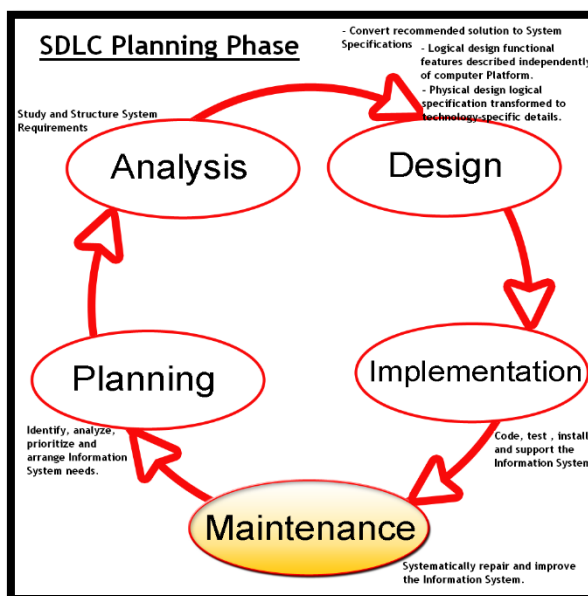 SDLC Planning Phase
- Convert recommended solution to System
Specifications
- Logical design functional
features described independently
of computer Platform.
- Physical design logical
specification transformed to
technology-specific details.
Study and Structure System
Requirements
Analysis
Design
Planning
Implementation
Identify, analyze,
prioritize and
arrange Information
System needs.
Code, test , install
and support the
Information System
Maintenance
Systematically repair and improve
the Information System.